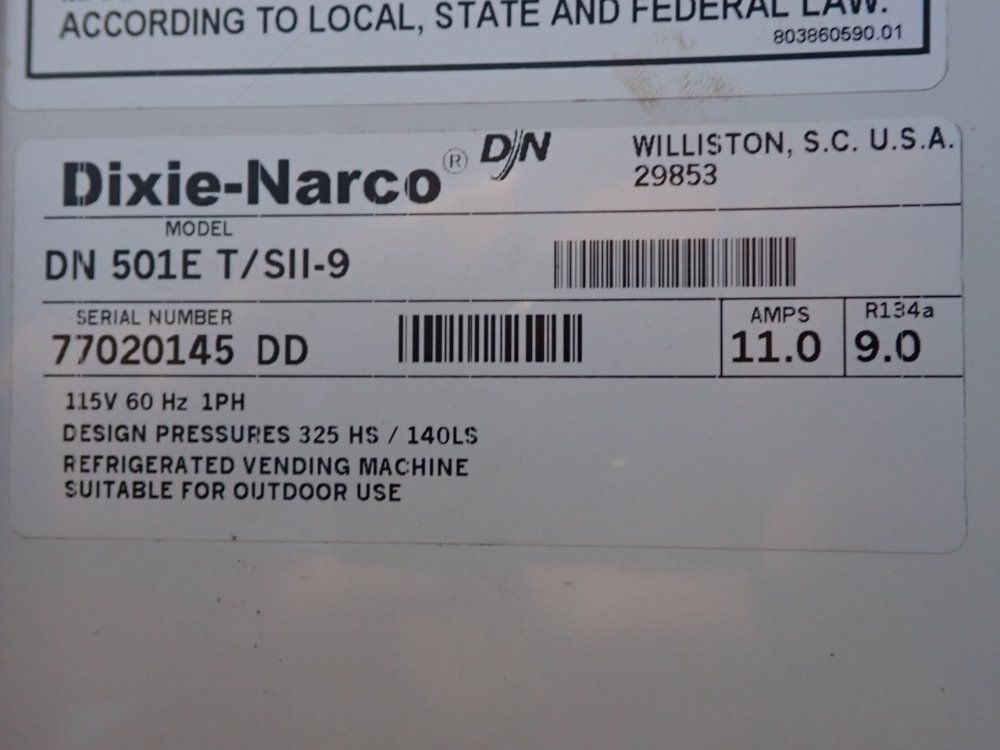 ACCORDING TO LOCAL, STATE AND FEDERAL LAW.
803860590.01
Dixie-Narco ® D/N
WILLISTON, S.C. U.S.A.
29853
MODEL
DN 501E T/SII-9
SERIAL NUMBER
77020145 DD
AMPS
11.0
R134a
9.0
115V 60 Hz 1PH
DESIGN PRESSURES 325 HS / 140LS
REFRIGERATED VENDING MACHINE
SUITABLE FOR OUTDOOR USE